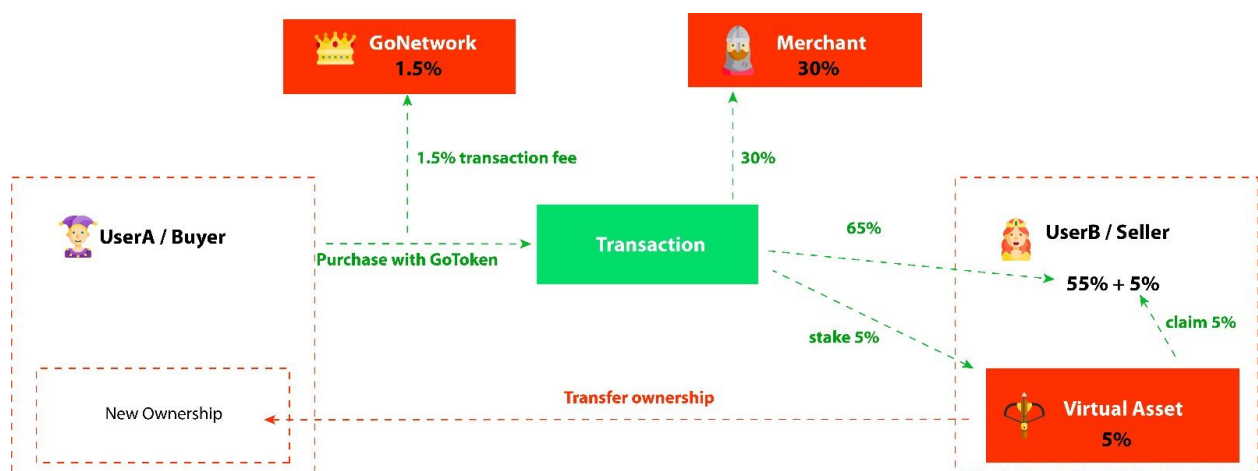 GoNetwork
1.5%
Merchant
30%
1.5% transaction fee
30%
UserA / Buyer
Purchase with GoToken
Transaction
65%
UserB / Seller
55% + 5%
stake 5%
claim 5%
New Ownership
Transfer ownership
Virtual Asset
5%